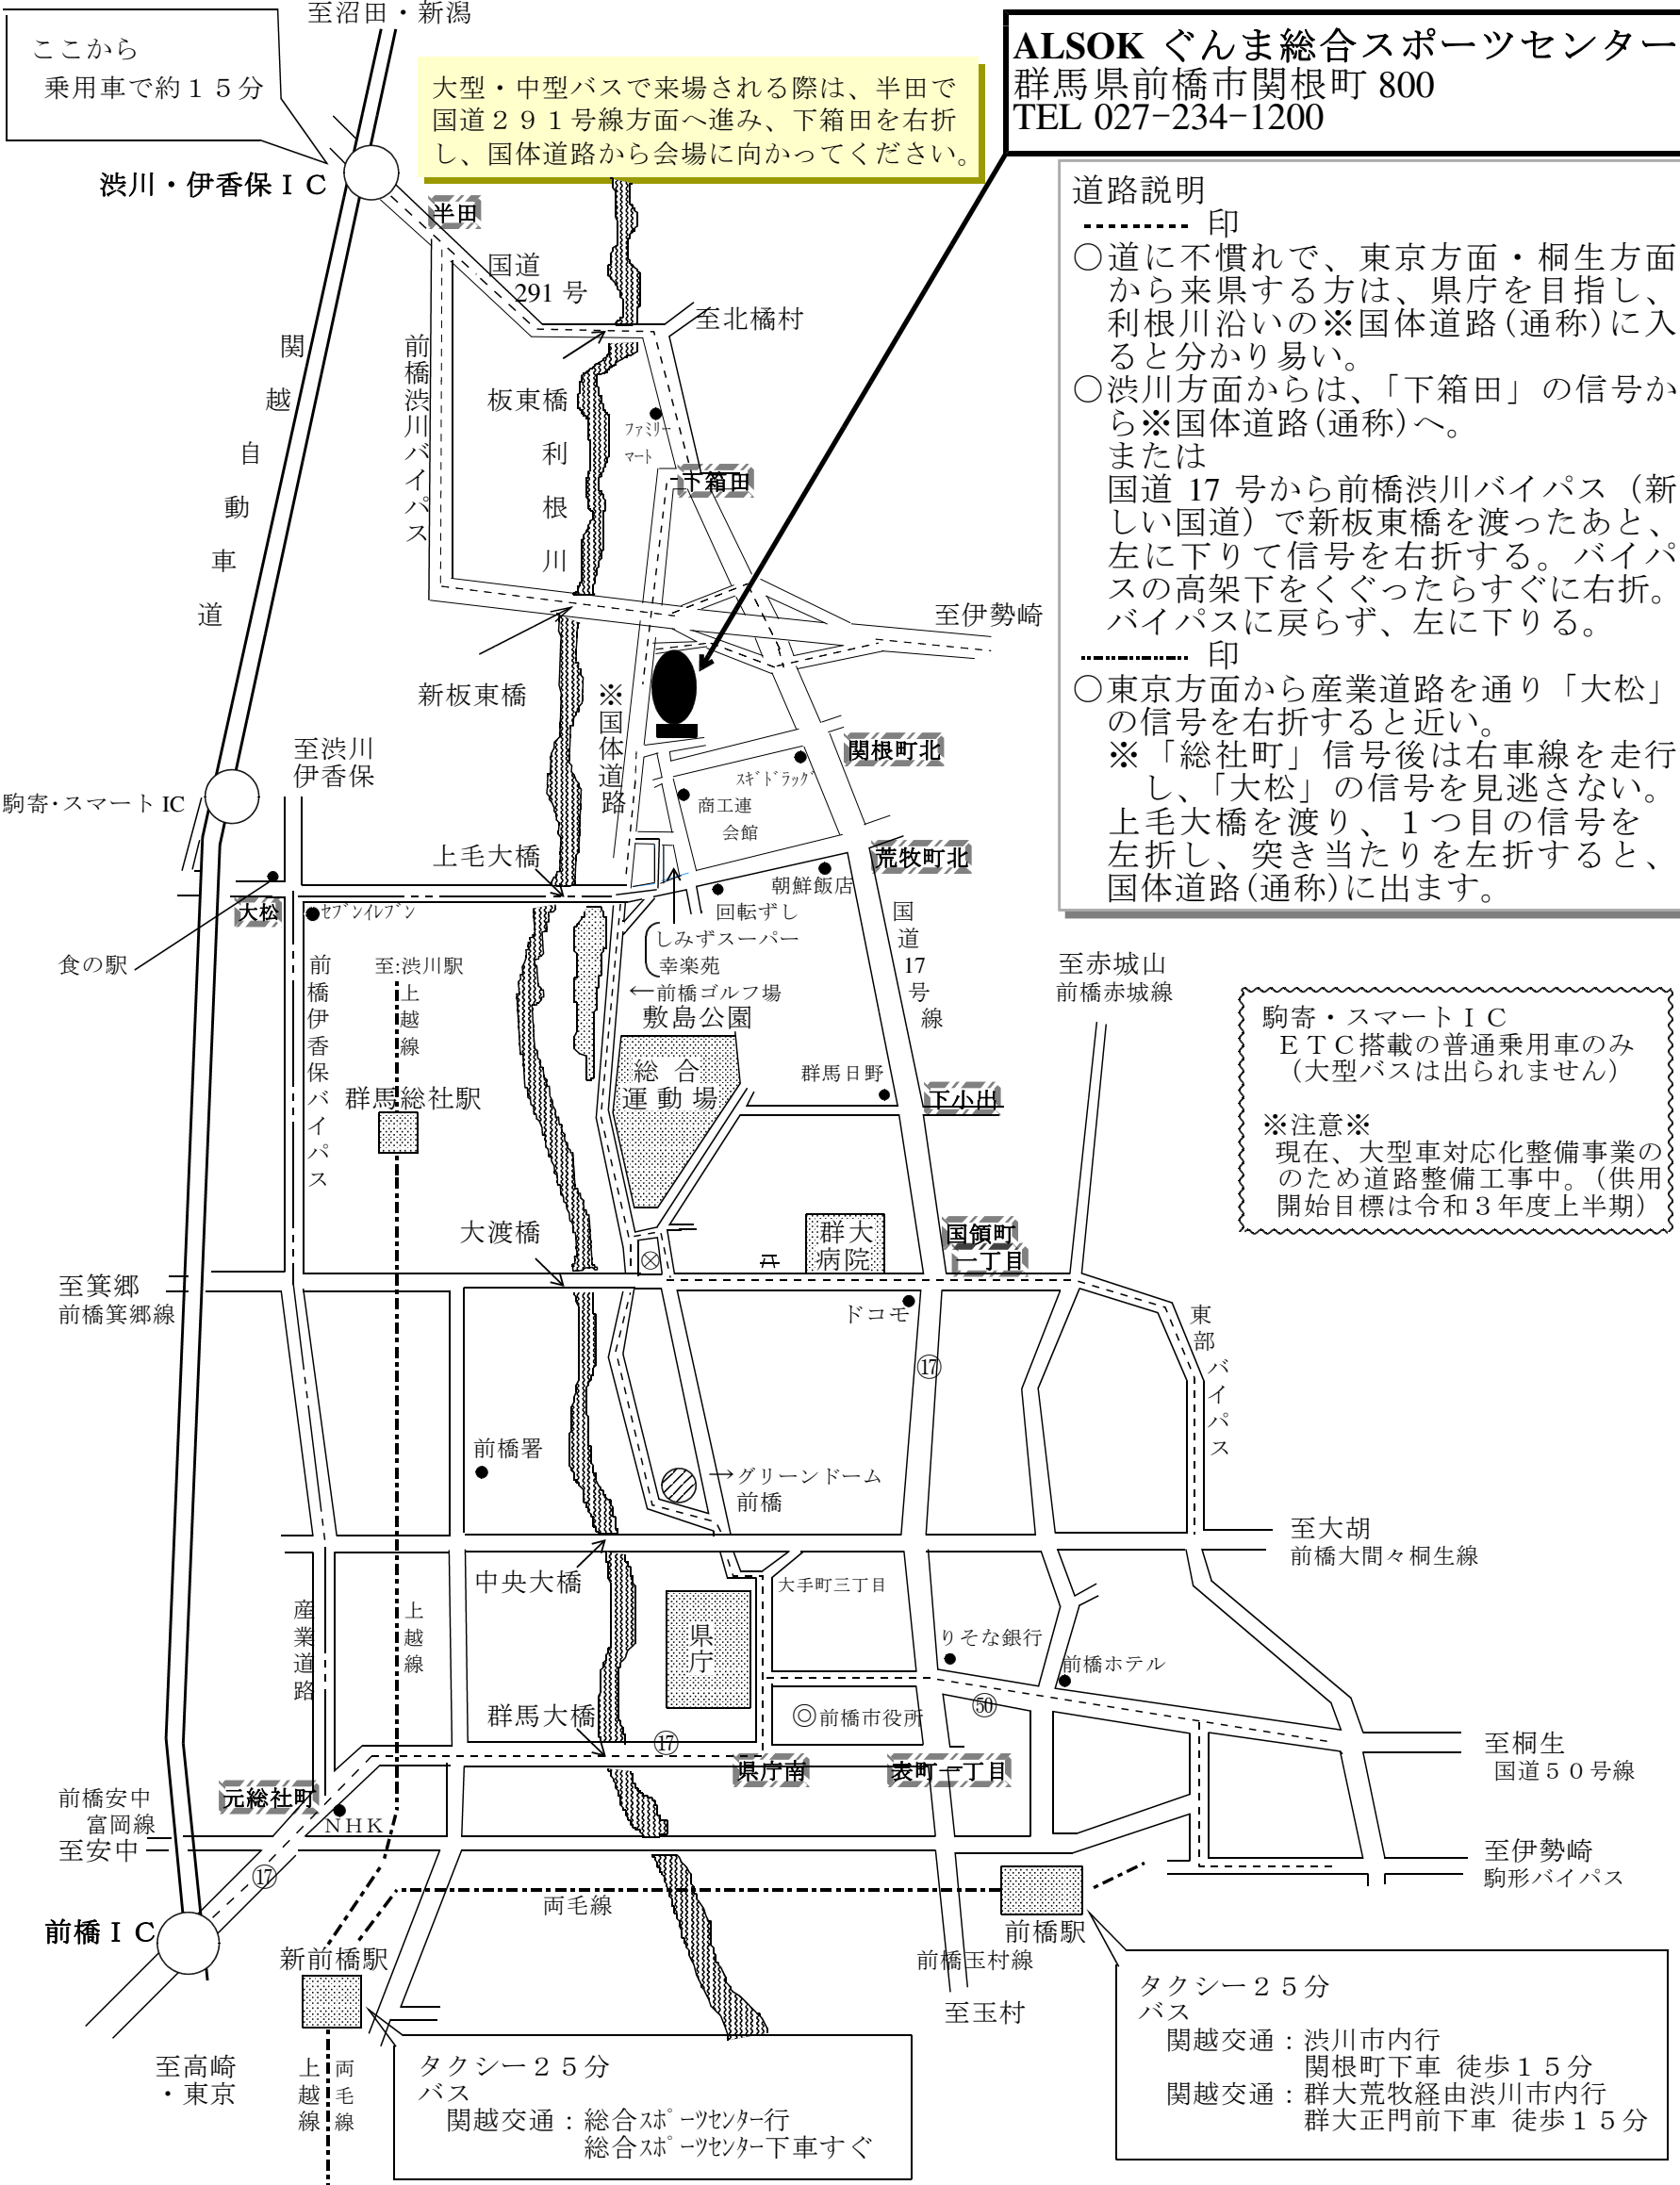 至沼田・新潟
ここから
乗用車で約１５分
大型・中型バスで来場される際は、半田で
国道２９１号線方面へ進み、下箱田を右折
し、国体道路から会場に向かってください。
ALSOK ぐんま総合スポーツセンター
群馬県前橋市関根町 800
TEL 027-234-1200
渋川・伊香保ＩＣ
半田
国道
291 号
至北橘村
道路説明
印
○道に不慣れで、東京方面・桐生方面
から来県する方は、県庁を目指し、
利根川沿いの※国体道路(通称)に入
ると分かり易い。
○渋川方面からは、「下箱田」の信号か
ら※国体道路(通称)へ。
または
国道 17 号から前橋渋川バイパス（新
しい国道）で新板東橋を渡ったあと、
左に下りて信号を右折する。バイパ
スの高架下をくぐったらすぐに右折。
バイパスに戻らず、左に下りる。
印
○東京方面から産業道路を通り「大松」
の信号を右折すると近い。
※「総社町」信号後は右車線を走行
し、「大松」の信号を見逃さない。
上毛大橋を渡り、１つ目の信号を
左折し、突き当たりを左折すると、
国体道路(通称)に出ます。
関越自動車道
前橋渋川バイパス
板東橋
利根川
ファミリー
マート
下箱田
至伊勢崎
新板東橋
※国体道路
関根町北
スギドラッグ
商工連
会館
至渋川
伊香保
駒寄・スマート IC
上毛大橋
荒牧町北
朝鮮飯店
大松
セブンイレブン
回転ずし
しみずスーパー
幸楽苑
←前橋ゴルフ場
敷島公園
国道17号線
食の駅
前橋伊香保バイパス
至:渋川駅
上越線
至赤城山
前橋赤城線
駒寄・スマートＩＣ
ＥＴＣ搭載の普通乗用車のみ
（大型バスは出られません）
※注意※
現在、大型車対応化整備事業の
のため道路整備工事中。（供用
開始目標は令和３年度上半期）
総合
運動場
群馬日野
下小出
群馬総社駅
大渡橋
群大
病院
国領町
一丁目
至箕郷
前橋箕郷線
ドコモ
⑰
東部バイパス
前橋署
→グリーンドーム
前橋
至大胡
前橋大間々桐生線
中央大橋
大手町三丁目
産業道路
上越線
県庁
りそな銀行
前橋ホテル
群馬大橋
⑰
◎前橋市役所
㊿
県庁南
表町一丁目
至桐生
国道５０号線
元総社町
ＮＨＫ
前橋安中
富岡線
至安中
⑰
至伊勢崎
駒形バイパス
両毛線
前橋ＩＣ
新前橋駅
前橋駅
前橋玉村線
至玉村
至高崎
・東京
上越線
両毛線
タクシー２５分
バス
関越交通：総合スポーツセンター行
総合スポーツセンター下車すぐ
タクシー２５分
バス
関越交通：渋川市内行
関根町下車 徒歩１５分
関越交通：群大荒牧経由渋川市内行
群大正門前下車 徒歩１５分